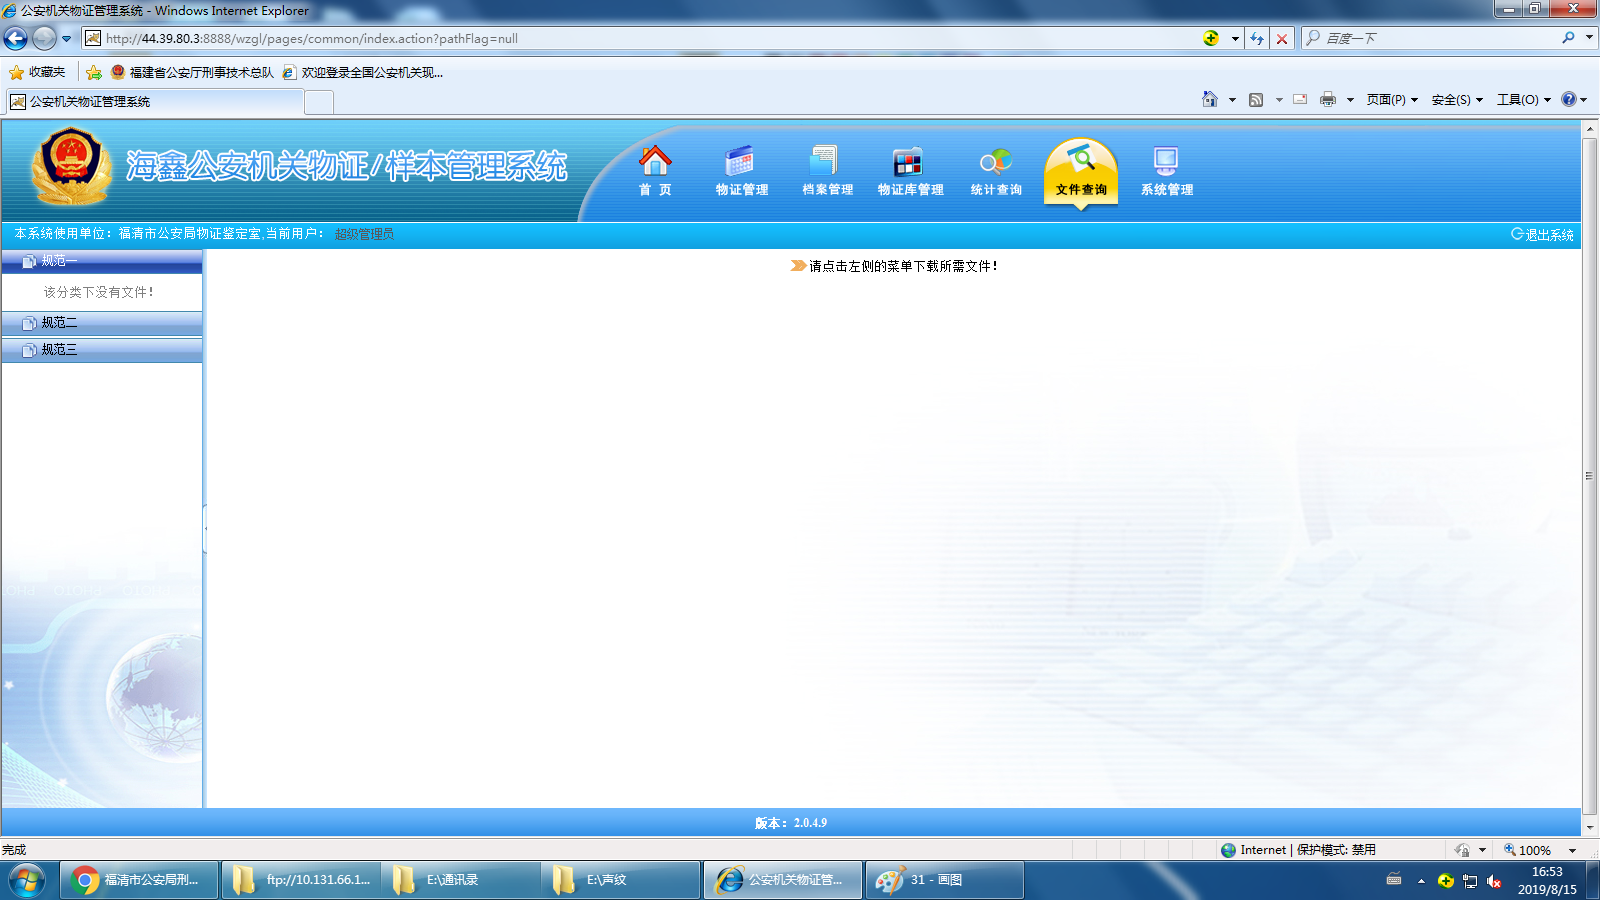 公安机关物证管理系统 - Windows Internet Explorer
http://44.39.80.3:8888/wzgl/pages/common/index.action?pathFlag=null
百度一下
收藏夹
福建省公安厅刑事技术总队
欢迎登录全国公安机关现...
公安机关物证管理系统
页面(P)
安全(S)
工具(O)
海鑫公安机关物证/样本管理系统
首 页
物证管理
档案管理
物证库管理
统计查询
文件查询
系统管理
本系统使用单位：福清市公安局物证鉴定室,当前用户： 超级管理员
退出系统
规范一
该分类下没有文件！
规范二
规范三
请点击左侧的菜单下载所需文件！
版本：2.0.4.9
完成
Internet | 保护模式: 禁用
100%
福清市公安局刑...
ftp://10.131.66.1...
E:\通讯录
E:\声纹
公安机关物证管...
31 - 画图
16:53
2019/8/15